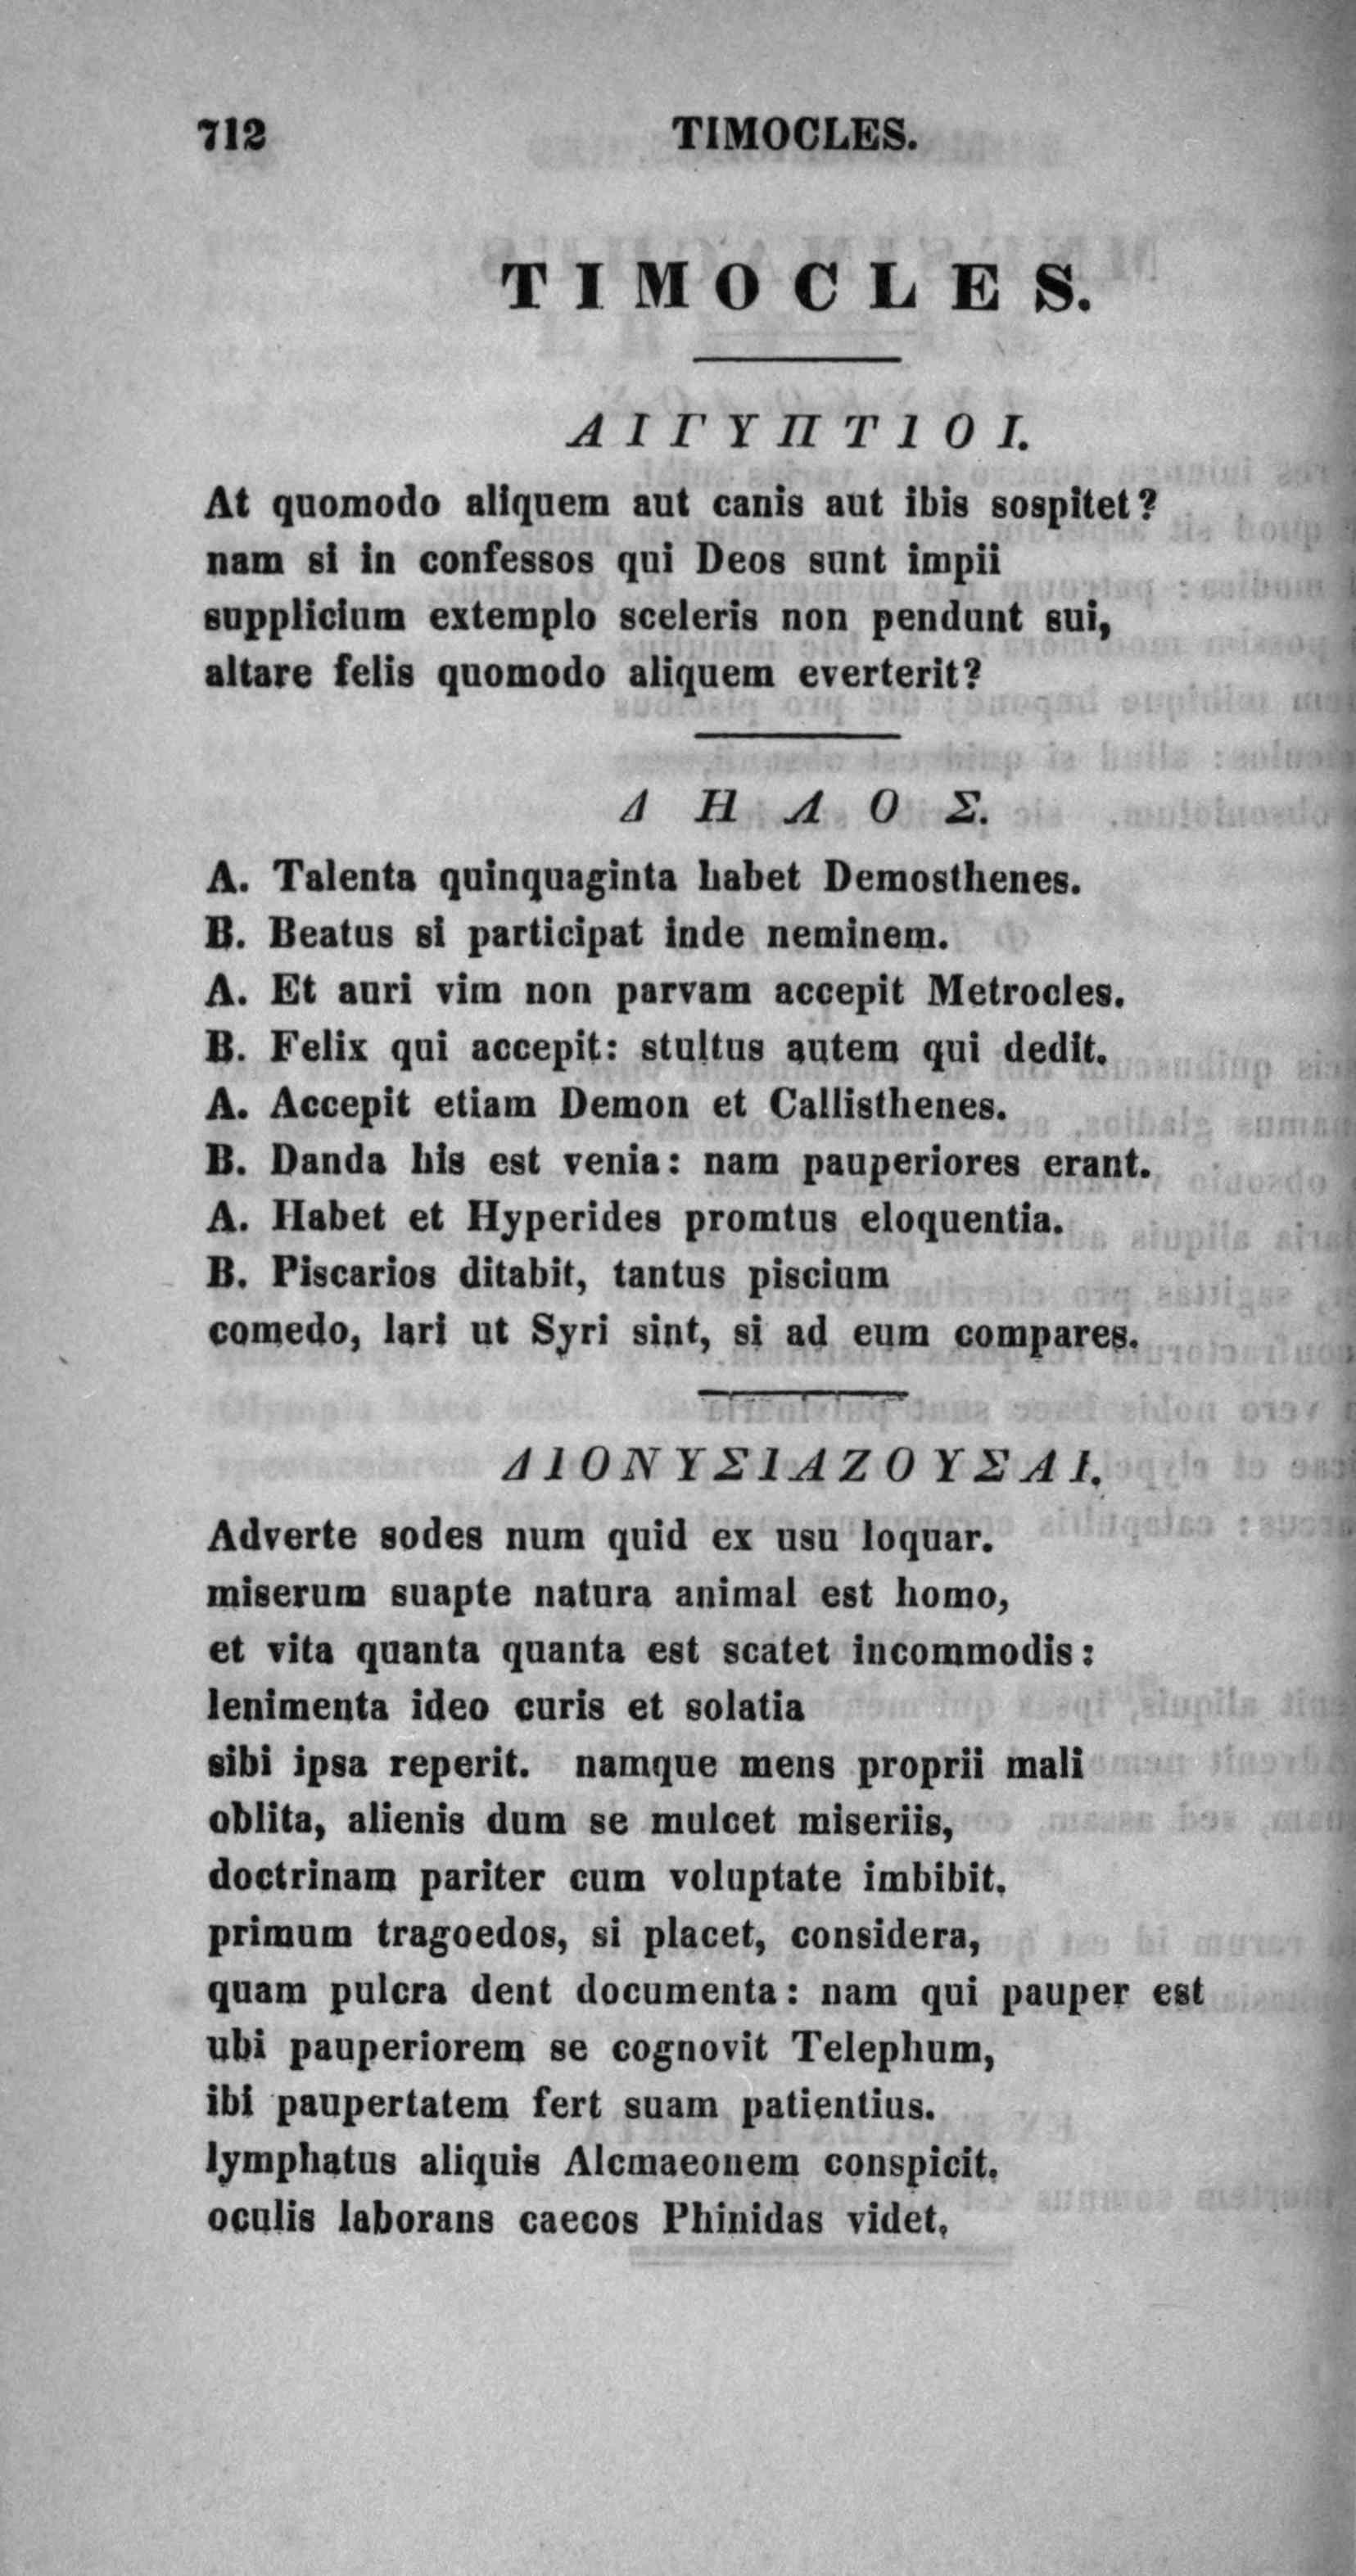 712 TIMOCLES.
TIMOCLES.
ΑΙΓΥΠΤΙΟΙ.
At quomodo aliquem aut canis aut ibis sospitet?
nam si in confessos qui Deos sunt impii
supplicium extemplo sceleris non pendunt sui,
altare felis quomodo aliquem everterit?
ΔΗΛΟΣ.
A. Talenta quinquaginta habet Demosthenes.
B. Beatus si participat inde neminem.
A. Et auri vim non parvam accepit Metrocles.
B. Felix qui accepit: stultus autem qui dedit.
A. Accepit etiam Demon et Callisthenes.
B. Danda his est venia: nam pauperiores erant.
A. Habet et Hyperides promtus eloquentia.
B. Piscarios ditabit, tantus piscium
comedo, lari ut Syri sint, si ad eum compares.
ΔΙΟΝΥΣΙΑΖΟΥΣΑΙ.
Adverte sodes num quid ex usu loquar.
miserum suapte natura animal est homo,
et vita quanta quanta est scatet incommodis:
lenimenta ideo curis et solatia
sibi ipsa reperit. namque mens proprii mali
oblita, alienis dum se mulcet miseriis,
doctrinam pariter cum voluptate imbibit.
primum tragoedos, si placet, considera,
quam pulcra dent documenta: nam qui pauper est
ubi pauperiorem se cognovit Telephum,
ibi paupertatem fert suam patientius.
lymphatus aliquis Alcmaeonem conspicit.
oculis laborans caecos Phinidas videt.